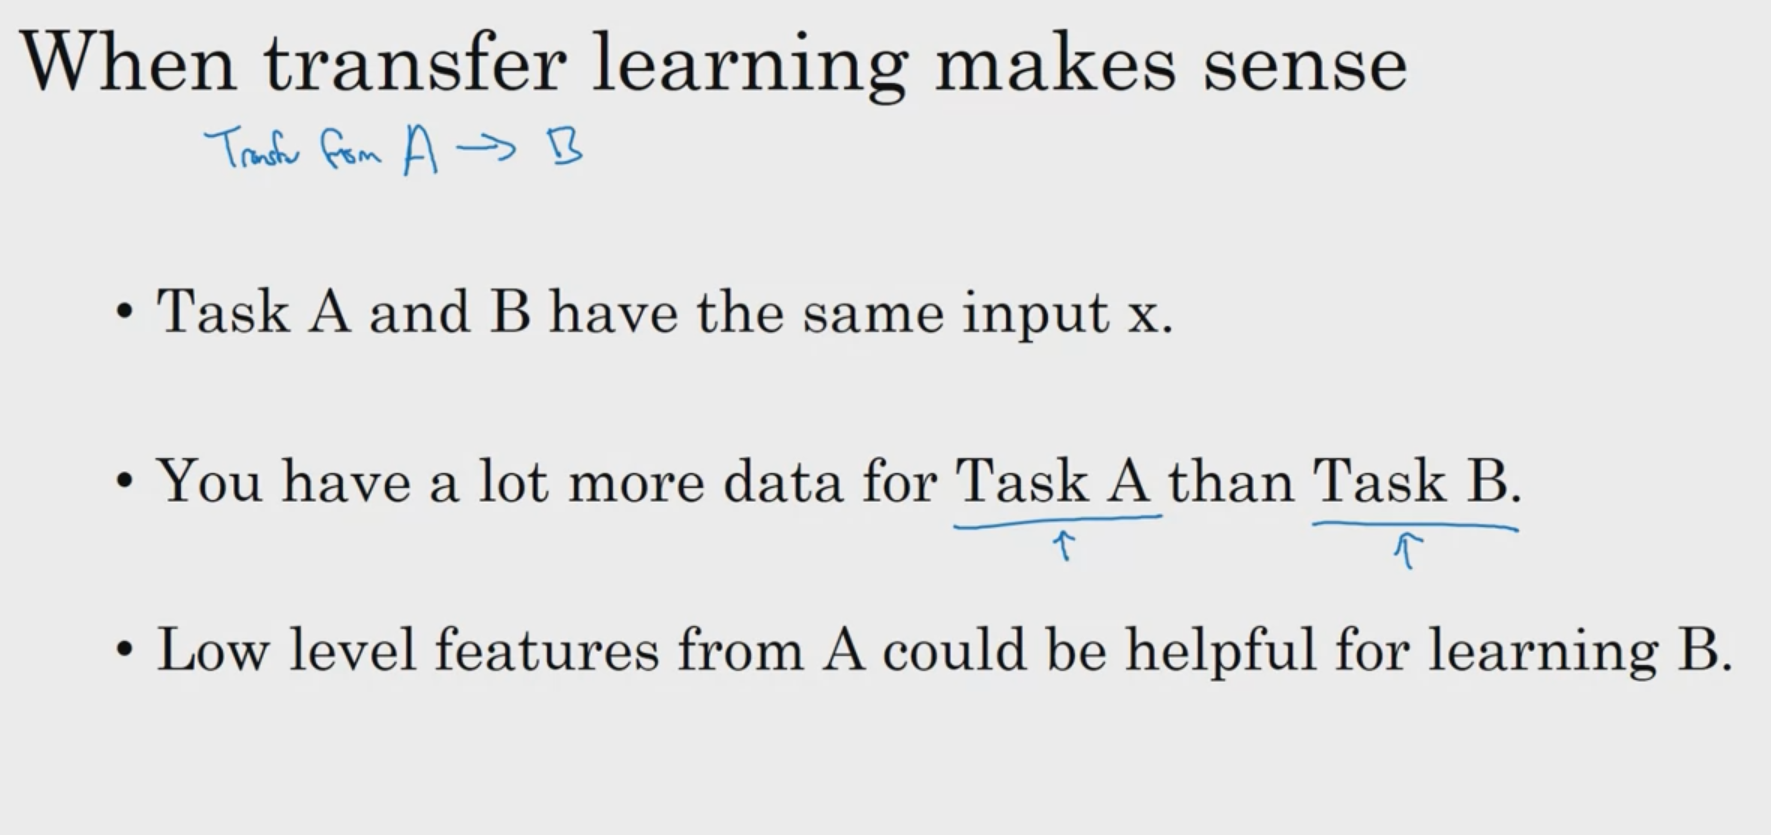 When transfer learning makes sense
Transfer from A → B
• Task A and B have the same input x.
• You have a lot more data for Task A than Task B.
↑ ↑
• Low level features from A could be helpful for learning B.